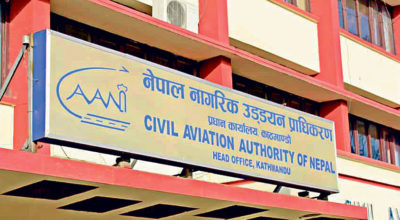 CAAN
नेपाल नागरिक उड्डयन प्राधिकरण
प्रधान कार्यालय, काठमाण्डौ
CIVIL AVIATION AUTHORITY OF NEPAL
HEAD OFFICE, KATHMANDU